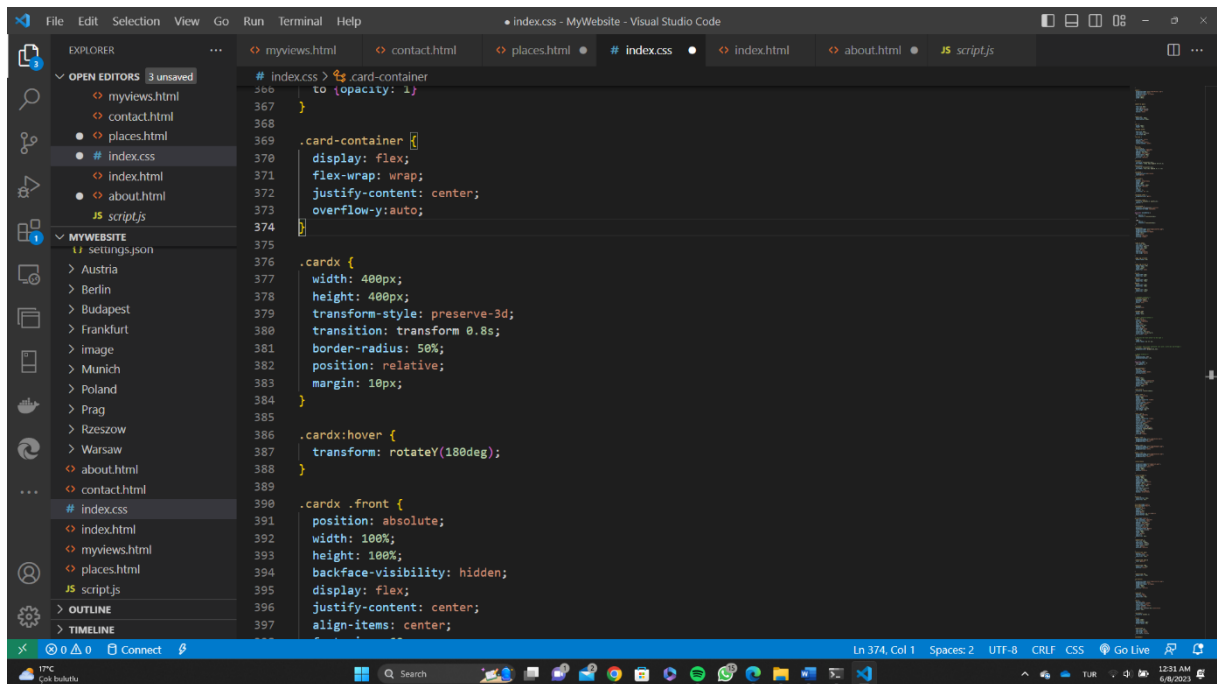 File Edit Selection View Go Run Terminal Help ● index.css - MyWebsite - Visual Studio Code
EXPLORER ...
myviews.html contact.html places.html ● # index.css ● index.html about.html ● JS script.js
OPEN EDITORS 3 unsaved
myviews.html
contact.html
● places.html
● # index.css
index.html
● about.html
JS script.js
MYWEBSITE
settings.json
> Austria
> Berlin
> Budapest
> Frankfurt
> image
> Munich
> Poland
> Prag
> Rzeszow
> Warsaw
<> about.html
<> contact.html
# index.css
<> index.html
<> myviews.html
<> places.html
JS script.js
> OUTLINE
> TIMELINE
3
1
# index.css > .card-container
366 to {opacity: 1}
367 }
368
369 .card-container {
370 display: flex;
371 flex-wrap: wrap;
372 justify-content: center;
373 overflow-y:auto;
374 }
375
376 .cardx {
377 width: 400px;
378 height: 400px;
379 transform-style: preserve-3d;
380 transition: transform 0.8s;
381 border-radius: 50%;
382 position: relative;
383 margin: 10px;
384 }
385
386 .cardx:hover {
387 transform: rotateY(180deg);
388 }
389
390 .cardx .front {
391 position: absolute;
392 width: 100%;
393 height: 100%;
394 backface-visibility: hidden;
395 display: flex;
396 justify-content: center;
397 align-items: center;
0 0 Connect Ln 374, Col 1 Spaces: 2 UTF-8 CRLF CSS Go Live
17°C
Çok bulutlu
Search
TUR
12:31 AM
6/8/2023